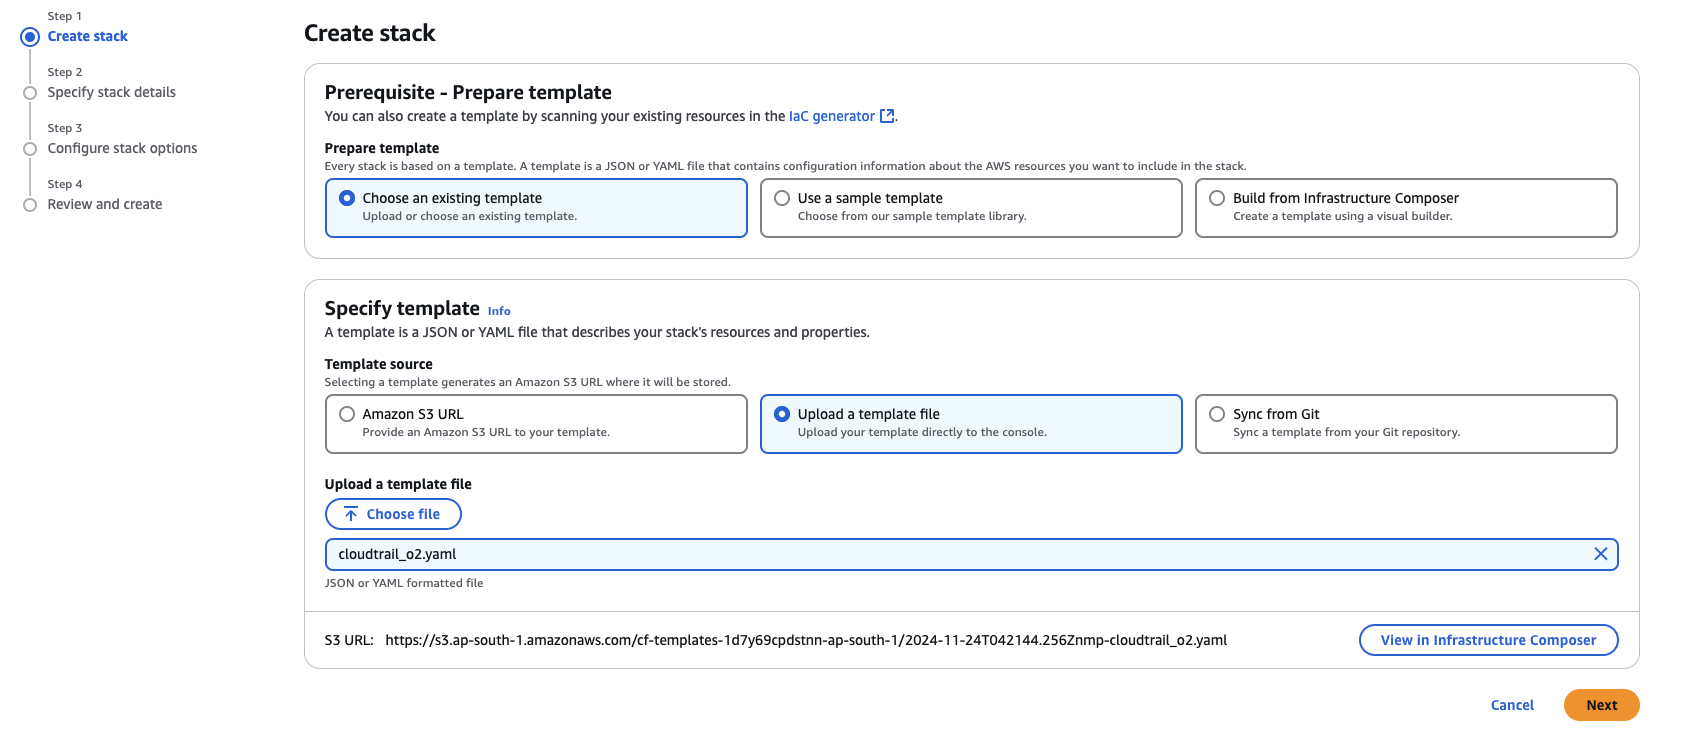 Step 1
Create stack
Step 2
Specify stack details
Step 3
Configure stack options
Step 4
Review and create
Create stack
Prerequisite - Prepare template
You can also create a template by scanning your existing resources in the IaC generator.
Prepare template
Every stack is based on a template. A template is a JSON or YAML file that contains configuration information about the AWS resources you want to include in the stack.
Choose an existing template
Upload or choose an existing template.
Use a sample template
Choose from our sample template library.
Build from Infrastructure Composer
Create a template using a visual builder.
Specify template Info
A template is a JSON or YAML file that describes your stack's resources and properties.
Template source
Selecting a template generates an Amazon S3 URL where it will be stored.
Amazon S3 URL
Provide an Amazon S3 URL to your template.
Upload a template file
Upload your template directly to the console.
Sync from Git
Sync a template from your Git repository.
Upload a template file
Choose file
cloudtrail_o2.yaml
JSON or YAML formatted file
S3 URL: https://s3.ap-south-1.amazonaws.com/cf-templates-1d7y69cpdstnn-ap-south-1/2024-11-24T042144.256Znmp-cloudtrail_o2.yaml
View in Infrastructure Composer
Cancel
Next